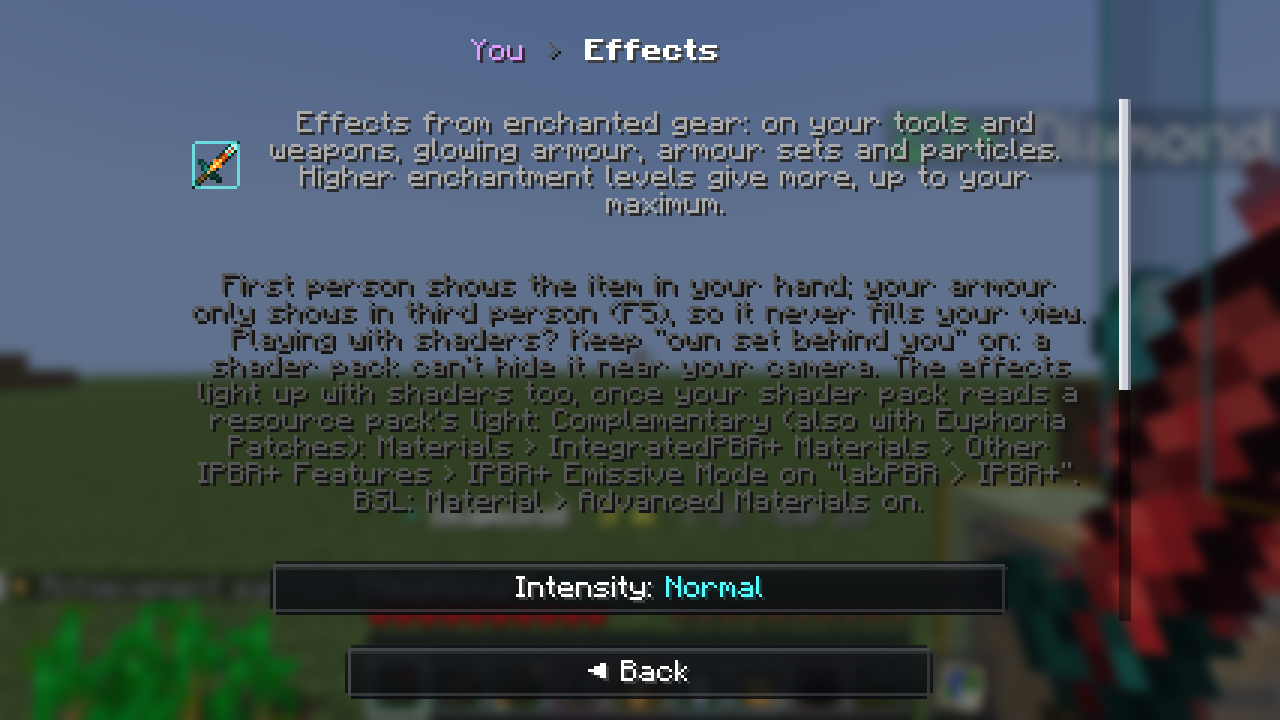 You > Effects
Effects from enchanted gear: on your tools and
weapons, glowing armour, armour sets and particles.
Higher enchantment levels give more, up to your
maximum.
First person shows the item in your hand; your armour
only shows in third person (F5), so it never fills your view.
Playing with shaders? Keep "own set behind you" on: a
shader pack can't hide it near your camera. The effects
light up with shaders too, once your shader pack reads a
resource pack's light: Complementary (also with Euphoria
Patches): Materials > IntegratedPBR+ Materials > Other
IPBR+ Features > IPBR+ Emissive Mode on "labPBR > IPBR+".
BSL: Material > Advanced Materials on.
Intensity: Normal
◄ Back
Diamond